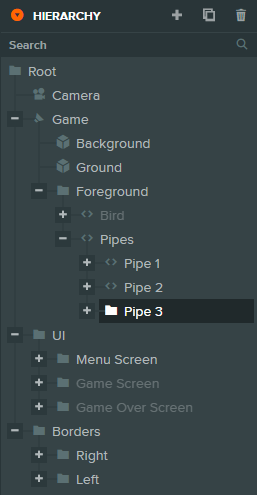 HIERARCHY
Search
Root
Camera
Game
Background
Ground
Foreground
Bird
Pipes
Pipe 1
Pipe 2
Pipe 3
UI
Menu Screen
Game Screen
Game Over Screen
Borders
Right
Left